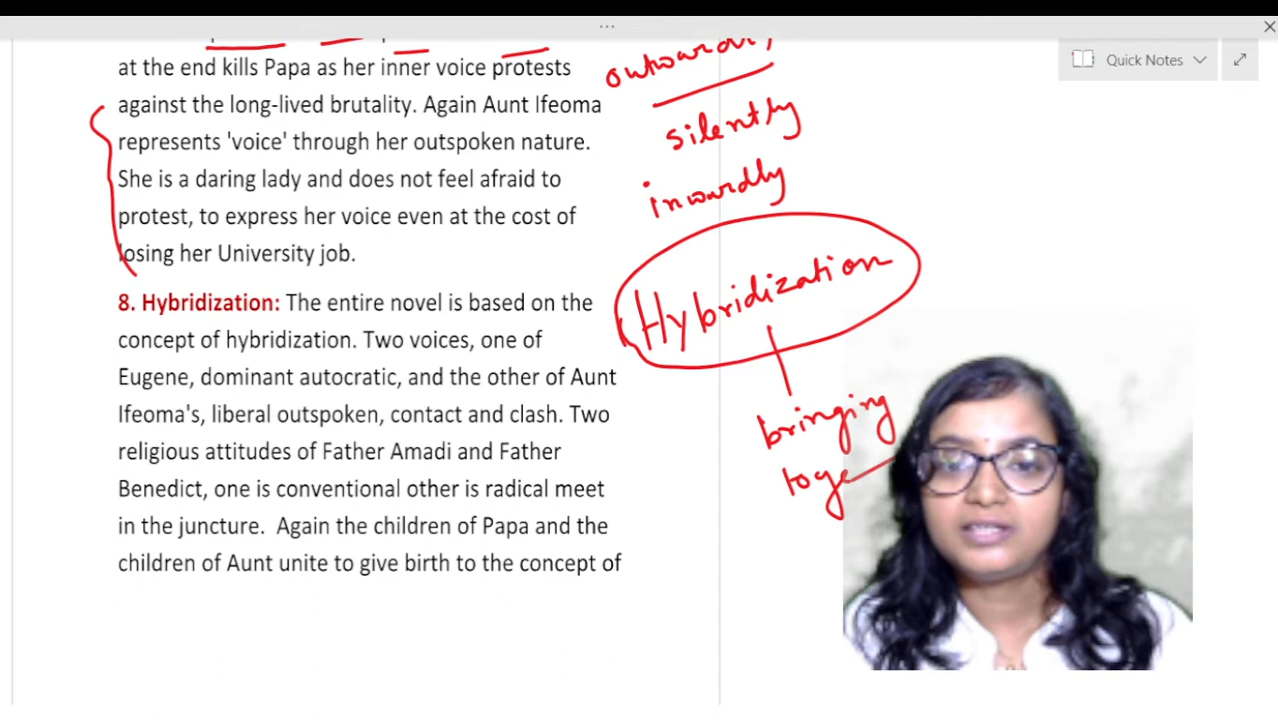 at the end kills Papa as her inner voice protests
against the long-lived brutality. Again Aunt Ifeoma
represents 'voice' through her outspoken nature.
She is a daring lady and does not feel afraid to
protest, to express her voice even at the cost of
losing her University job.
8. Hybridization: The entire novel is based on the
concept of hybridization. Two voices, one of
Eugene, dominant autocratic, and the other of Aunt
Ifeoma's, liberal outspoken, contact and clash. Two
religious attitudes of Father Amadi and Father
Benedict, one is conventional other is radical meet
in the juncture. Again the children of Papa and the
children of Aunt unite to give birth to the concept of
silently
inwardly
Hybridization
bringing
toge
Quick Notes